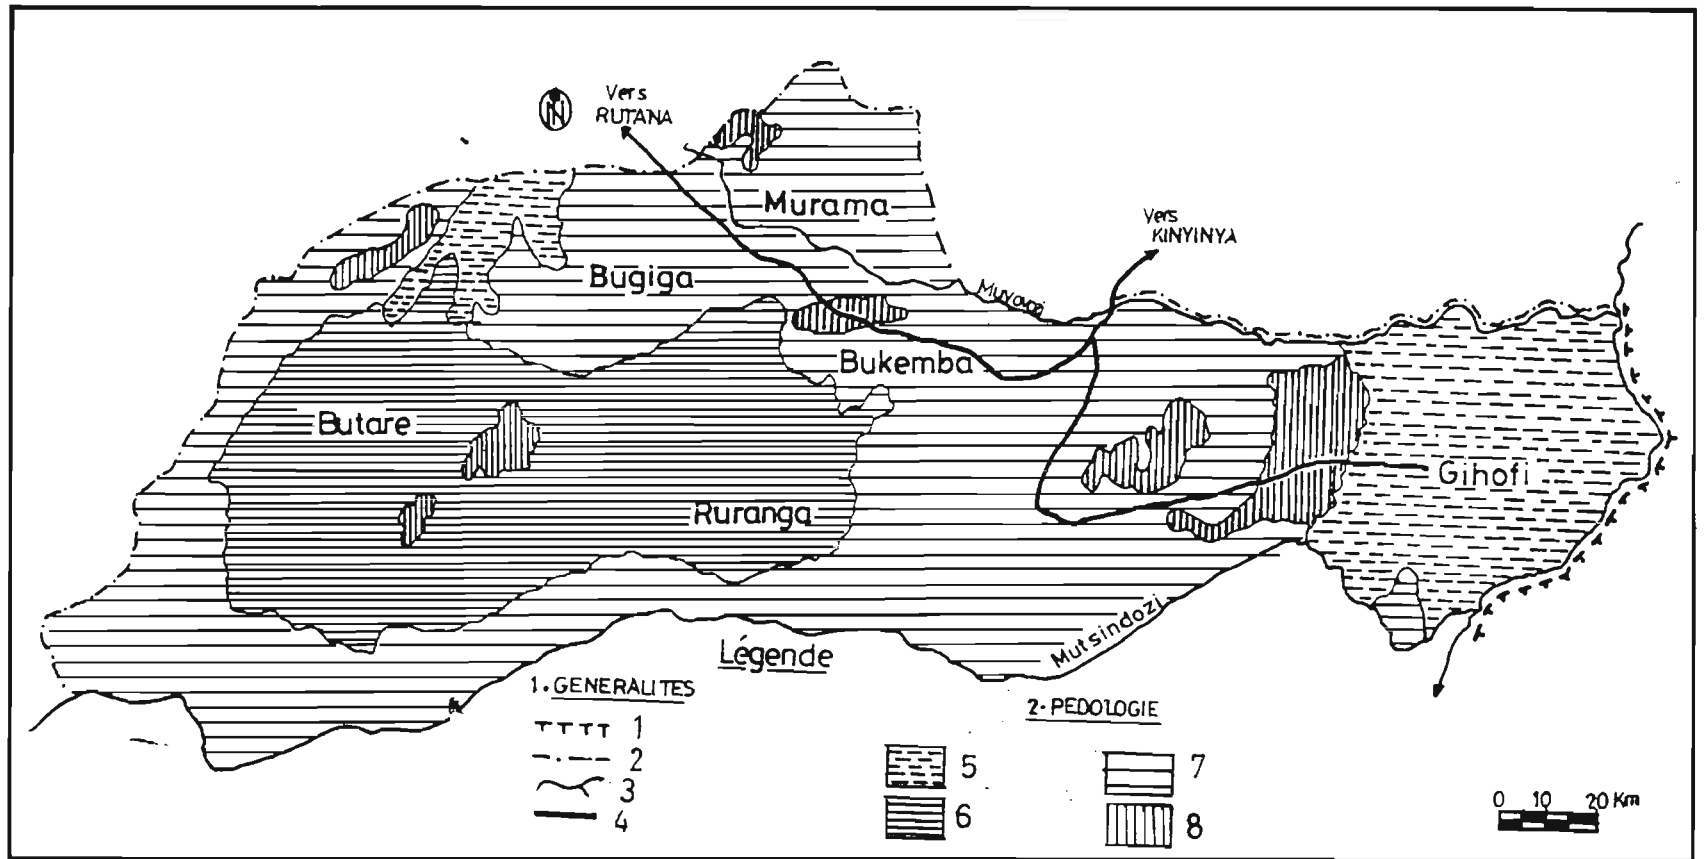 N
Vers
RUTANA
Murama
Vers
KINYINYA
Bugiga
Bukemba
Butare
Gihofi
Ruranga
Mutsindozi
Légende
1. GENERALITES
1
2
3
4
2- PEDOLOGIE
5
6
7
8
0 10 20 Km